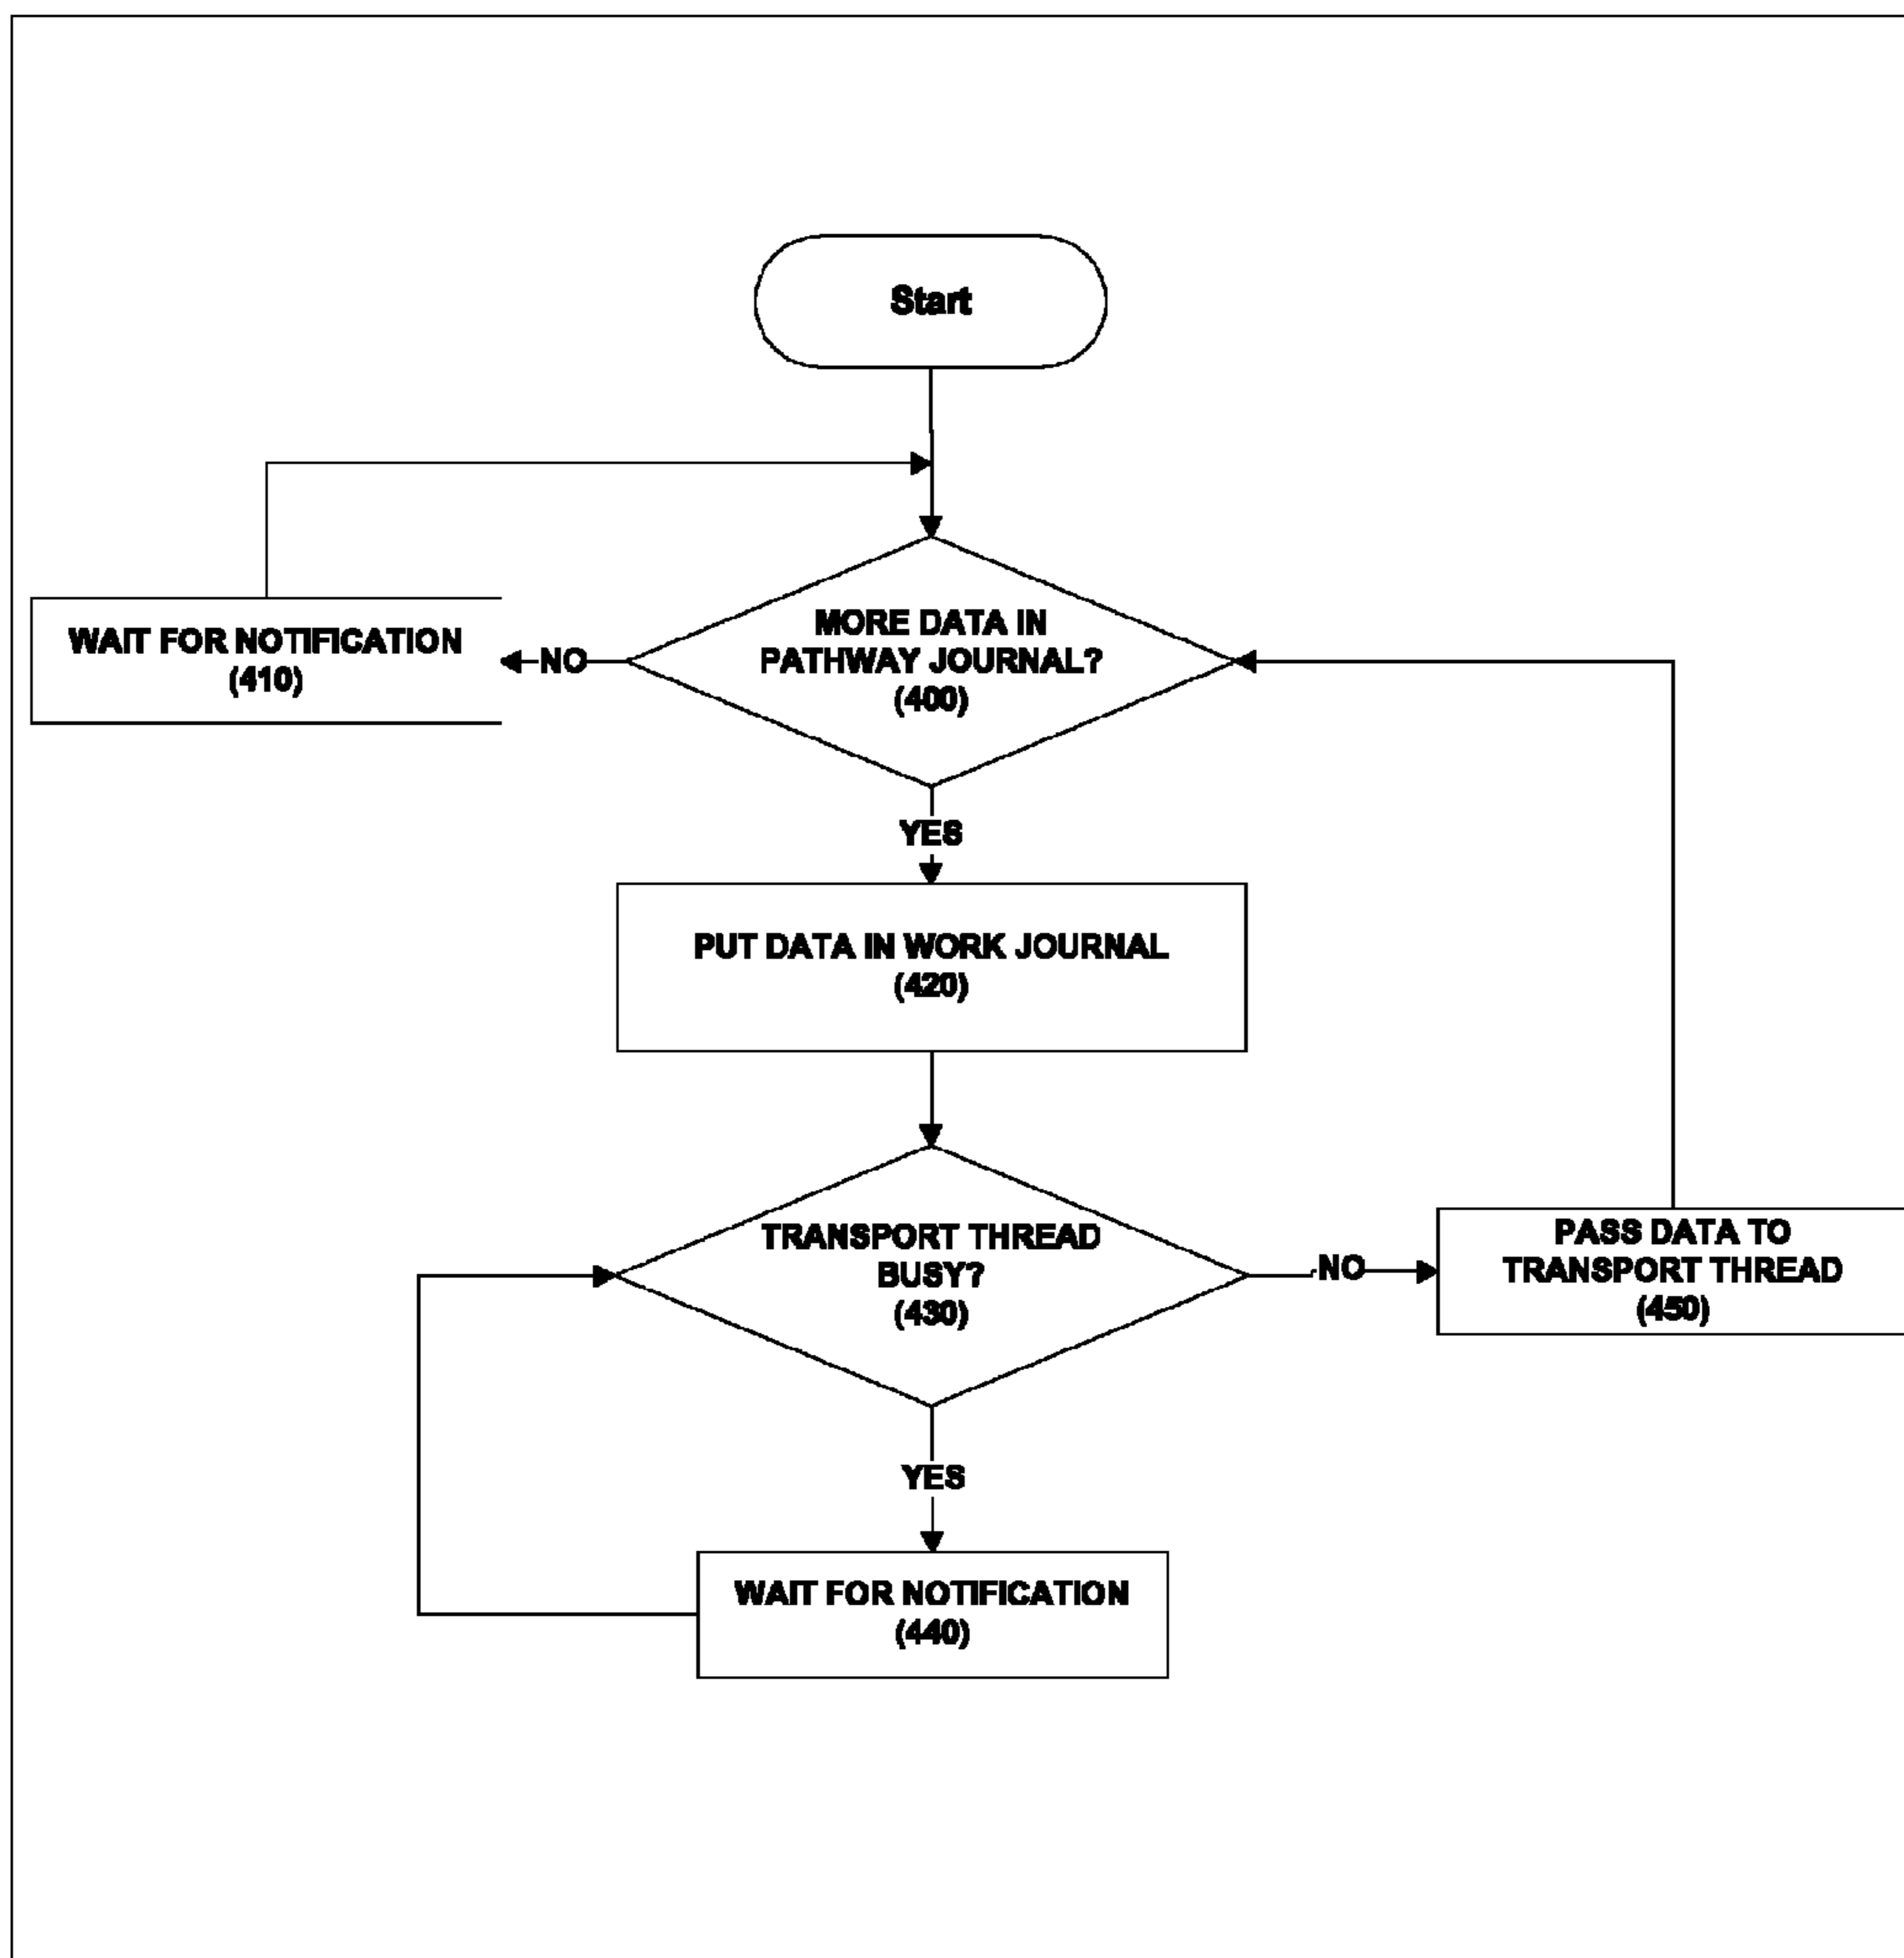 Start
MORE DATA IN
PATHWAY JOURNAL?
(400)
NO
WAIT FOR NOTIFICATION
(410)
YES
PUT DATA IN WORK JOURNAL
(420)
TRANSPORT THREAD
BUSY?
(430)
NO
PASS DATA TO
TRANSPORT THREAD
(450)
YES
WAIT FOR NOTIFICATION
(440)